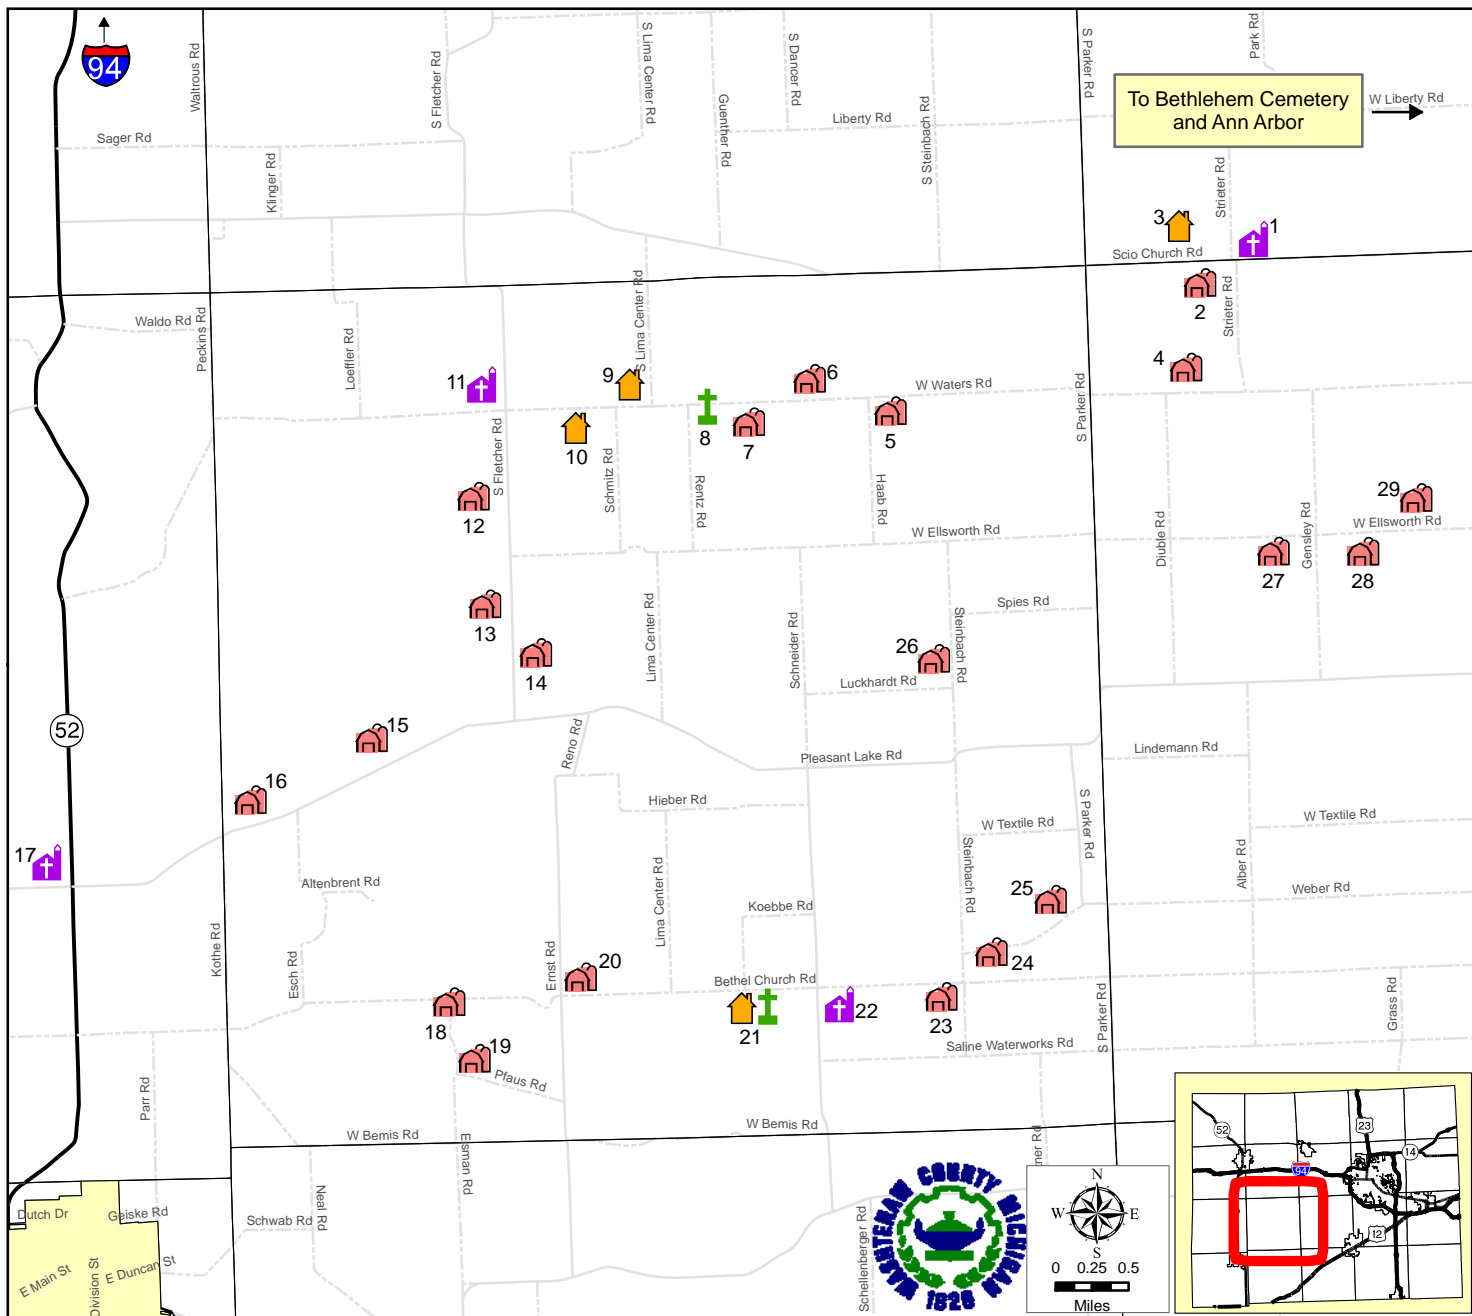 94
Waltrous Rd
S Fletcher Rd
S Lima Center Rd
S Dancer Rd
Guenther Rd
S Steinbach Rd
S Parker Rd
Park Rd
To Bethlehem Cemetery
and Ann Arbor
W Liberty Rd
Liberty Rd
Sager Rd
Klinger Rd
Strieter Rd
3
1
Scio Church Rd
2
Strieter Rd
4
Waldo Rd
Peckins Rd
Loeffler Rd
S Lima Center Rd
11
9
6
W Waters Rd
S Parker Rd
10
8
7
5
S Fletcher Rd
Schmitz Rd
Rentz Rd
Haab Rd
12
29
W Ellsworth Rd
W Ellsworth Rd
Diuble Rd
Gensley Rd
27
28
13
Lima Center Rd
Schneider Rd
Steinbach Rd
Spies Rd
14
26
Luckhardt Rd
52
15
Reno Rd
Pleasant Lake Rd
Lindemann Rd
16
Hieber Rd
W Textile Rd
S Parker Rd
W Textile Rd
17
Altenbrent Rd
Lima Center Rd
Steinbach Rd
Alber Rd
25
Weber Rd
Koebbe Rd
Kothe Rd
Esch Rd
Ernst Rd
20
24
Bethel Church Rd
18
21
22
23
S Parker Rd
Grass Rd
19
Saline Waterworks Rd
Pfaus Rd
Parr Rd
W Bemis Rd
W Bemis Rd
Eisman Rd
ner Rd
Neal Rd
Dutch Dr
Geiske Rd
Schwab Rd
E Main St
Division St
E Duncan St
Schellenberger Rd
WASHTENAW COUNTY MICHIGAN
1826
N
W
E
S
0 0.25 0.5
Miles
52
23
14
94
12